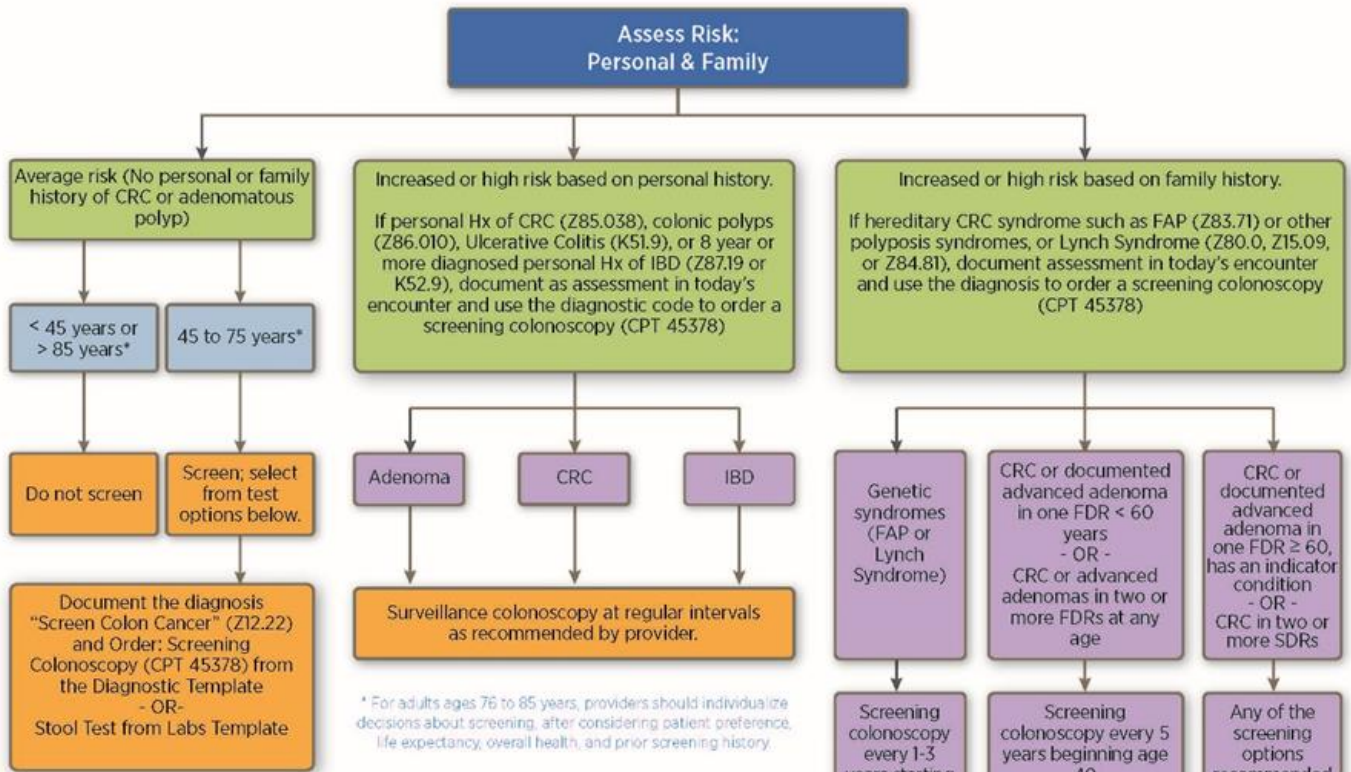 Assess Risk:
Personal & Family
Average risk (No personal or family
history of CRC or adenomatous
polyp)
< 45 years or
> 85 years*
45 to 75 years*
Do not screen
Screen; select
from test
options below.
Document the diagnosis
"Screen Colon Cancer" (Z12.22)
and Order: Screening
Colonoscopy (CPT 45378) from
the Diagnostic Template
- OR-
Stool Test from Labs Template
Increased or high risk based on personal history.
If personal Hx of CRC (Z85.038), colonic polyps
(Z86.010), Ulcerative Colitis (K51.9), or 8 year or
more diagnosed personal Hx of IBD (Z87.19 or
K52.9), document as assessment in today's
encounter and use the diagnostic code to order a
screening colonoscopy (CPT 45378)
Adenoma
CRC
IBD
Surveillance colonoscopy at regular intervals
as recommended by provider.
* For adults ages 76 to 85 years, providers should individualize
decisions about screening, after considering patient preference,
life expectancy, overall health, and prior screening history.
Increased or high risk based on family history.
If hereditary CRC syndrome such as FAP (Z83.71) or other
polyposis syndromes, or Lynch Syndrome (Z80.0, Z15.09,
or Z84.81), document assessment in today's encounter
and use the diagnosis to order a screening colonoscopy
(CPT 45378)
Genetic
syndromes
(FAP or
Lynch
Syndrome)
Screening
colonoscopy
every 1-3
CRC or documented
advanced adenoma
in one FDR < 60
years
- OR -
CRC or advanced
adenomas in two or
more FDRs at any
age
Screening
colonoscopy every 5
years beginning age
CRC or
documented
advanced
adenoma in
one FDR ≥ 60,
has an indicator
condition
- OR -
CRC in two or
more SDRs
Any of the
screening
options